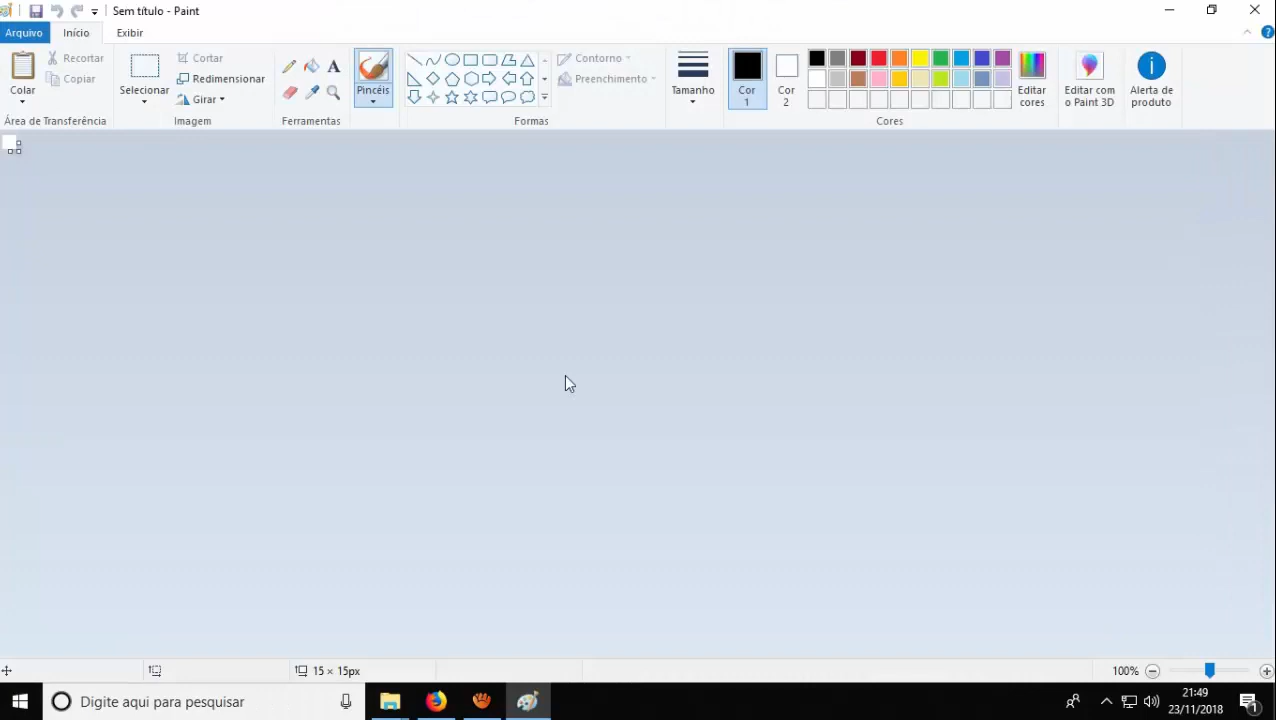 Sem título - Paint
Arquivo Início Exibir
Colar
Recortar
Copiar
Área de Transferência
Selecionar
Cortar
Redimensionar
Girar
Imagem
A
Ferramentas
Pincéis
Contorno
Preenchimento
Formas
Tamanho
Cor 1
Cor 2
Editar cores
Cores
Editar com o Paint 3D
Alerta de produto
15 × 15px
100%
Digite aqui para pesquisar
21:49
23/11/2018
1